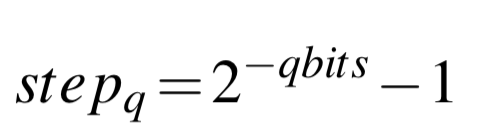 step_q = 2^{-qbits} - 1